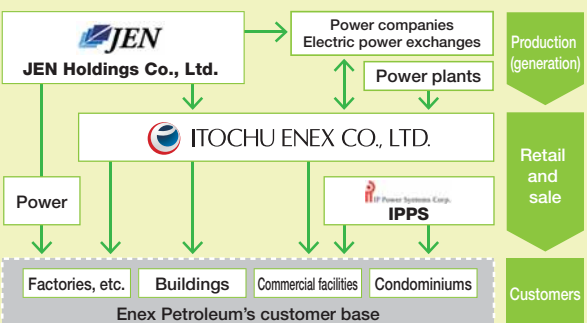 JEN
JEN Holdings Co., Ltd.
Power companies
Electric power exchanges
Power plants
Production
(generation)
ITOCHU ENEX CO., LTD.
Retail
and
sale
Power
IP Power Systems Corp.
IPPS
Factories, etc.
Buildings
Commercial facilities
Condominiums
Customers
Enex Petroleum's customer base